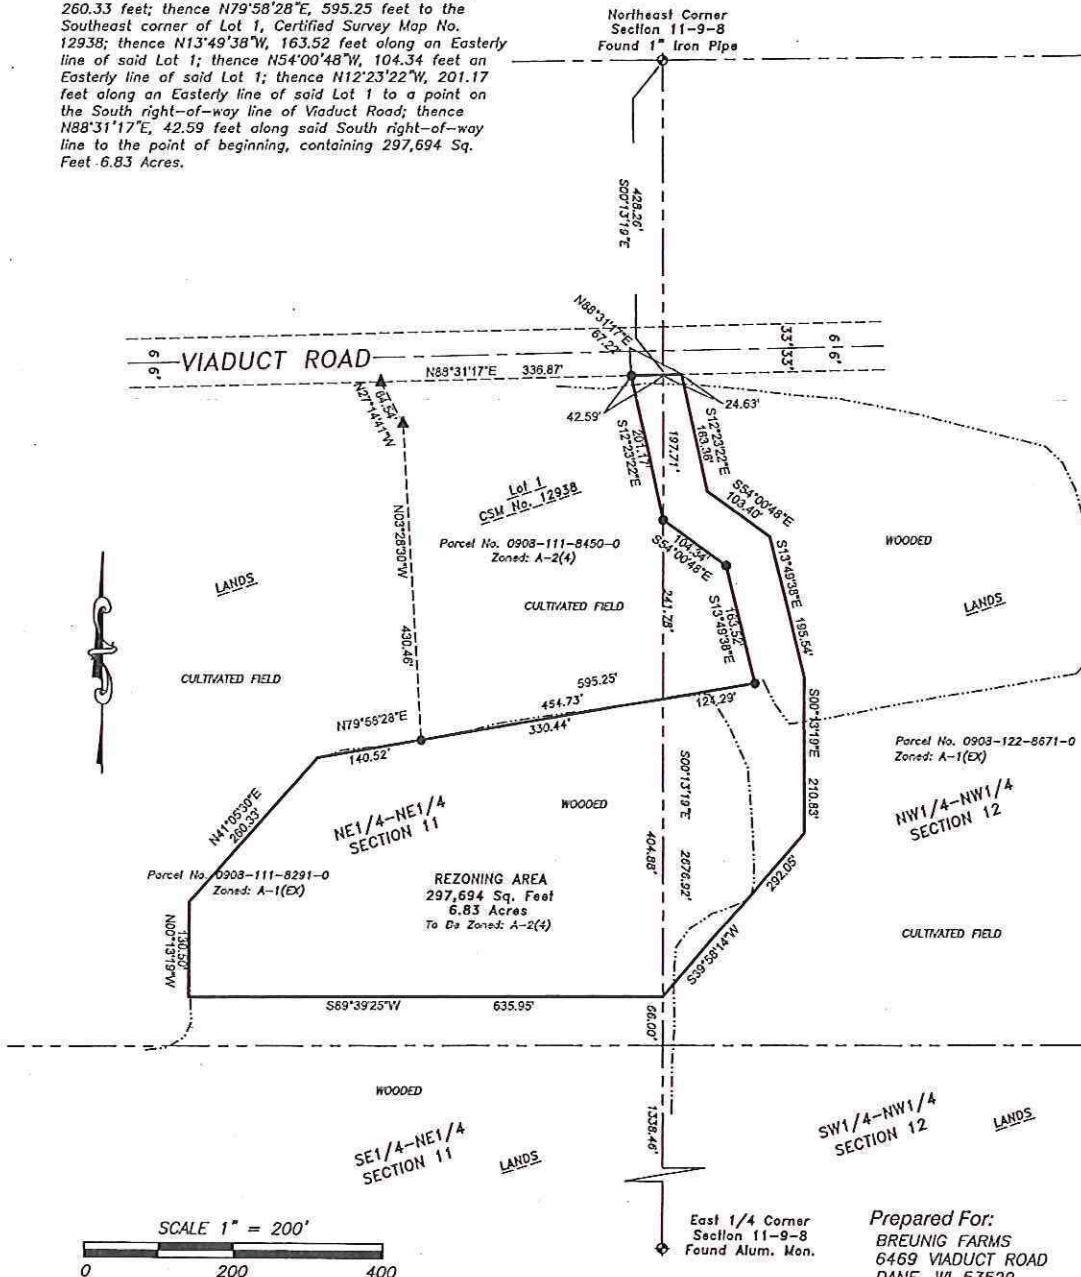 260.33 feet; thence N79°58'28"E, 595.25 feet to the
Southeast corner of Lot 1, Certified Survey Map No.
12938; thence N13°49'38"W, 163.52 feet along an Easterly
line of said Lot 1; thence N54°00'48"W, 104.34 feet an
Easterly line of said Lot 1; thence N12°23'22"W, 201.17
feet along an Easterly line of said Lot 1 to a point on
the South right-of-way line of Viaduct Road; thence
N88°31'17"E, 42.59 feet along said South right-of-way
line to the point of beginning, containing 297,694 Sq.
Feet 6.83 Acres.
Northeast Corner
Section 11-9-8
Found 1" Iron Pipe
428.26'
S00°13'19"E
N88°31'17"E
67.22'
33'
33'
66'
66'
VIADUCT ROAD
N88°31'17"E 336.87'
64.54'
N27°14'41"W
42.59'
24.63'
201.17'
S12°23'22"E
197.71'
S12°23'22"E
163.36'
S54°00'48"E
103.40'
Lot 1
CSM No. 12938
Parcel No. 0908-111-8450-0
Zoned: A-2(4)
N03°28'30"W
430.46'
104.34'
S54°00'48"E
S13°49'38"E 195.54'
WOODED
LANDS
CULTIVATED FIELD
241.78'
163.52'
S13°49'38"E
LANDS
CULTIVATED FIELD
595.25'
454.73'
124.29'
N79°58'28"E
330.44'
140.52'
S00°13'19"E 210.83'
Parcel No. 0908-122-8671-0
Zoned: A-1(EX)
N41°05'30"E
260.33'
NE1/4-NE1/4
SECTION 11
WOODED
S00°13'19"E 2676.92'
NW1/4-NW1/4
SECTION 12
404.88'
Parcel No. 0908-111-8291-0
Zoned: A-1(EX)
REZONING AREA
297,694 Sq. Feet
6.83 Acres
To Be Zoned: A-2(4)
292.05'
S39°58'14"W
130.50'
N00°13'19"W
CULTIVATED FIELD
S89°39'25"W 635.95'
66.00'
WOODED
1338.46'
SE1/4-NE1/4
SECTION 11
LANDS
SW1/4-NW1/4
SECTION 12
LANDS
SCALE 1" = 200'
0 200 400
East 1/4 Corner
Section 11-9-8
Found Alum. Mon.
Prepared For:
BREUNIG FARMS
6469 VIADUCT ROAD
DANE, WI 53529